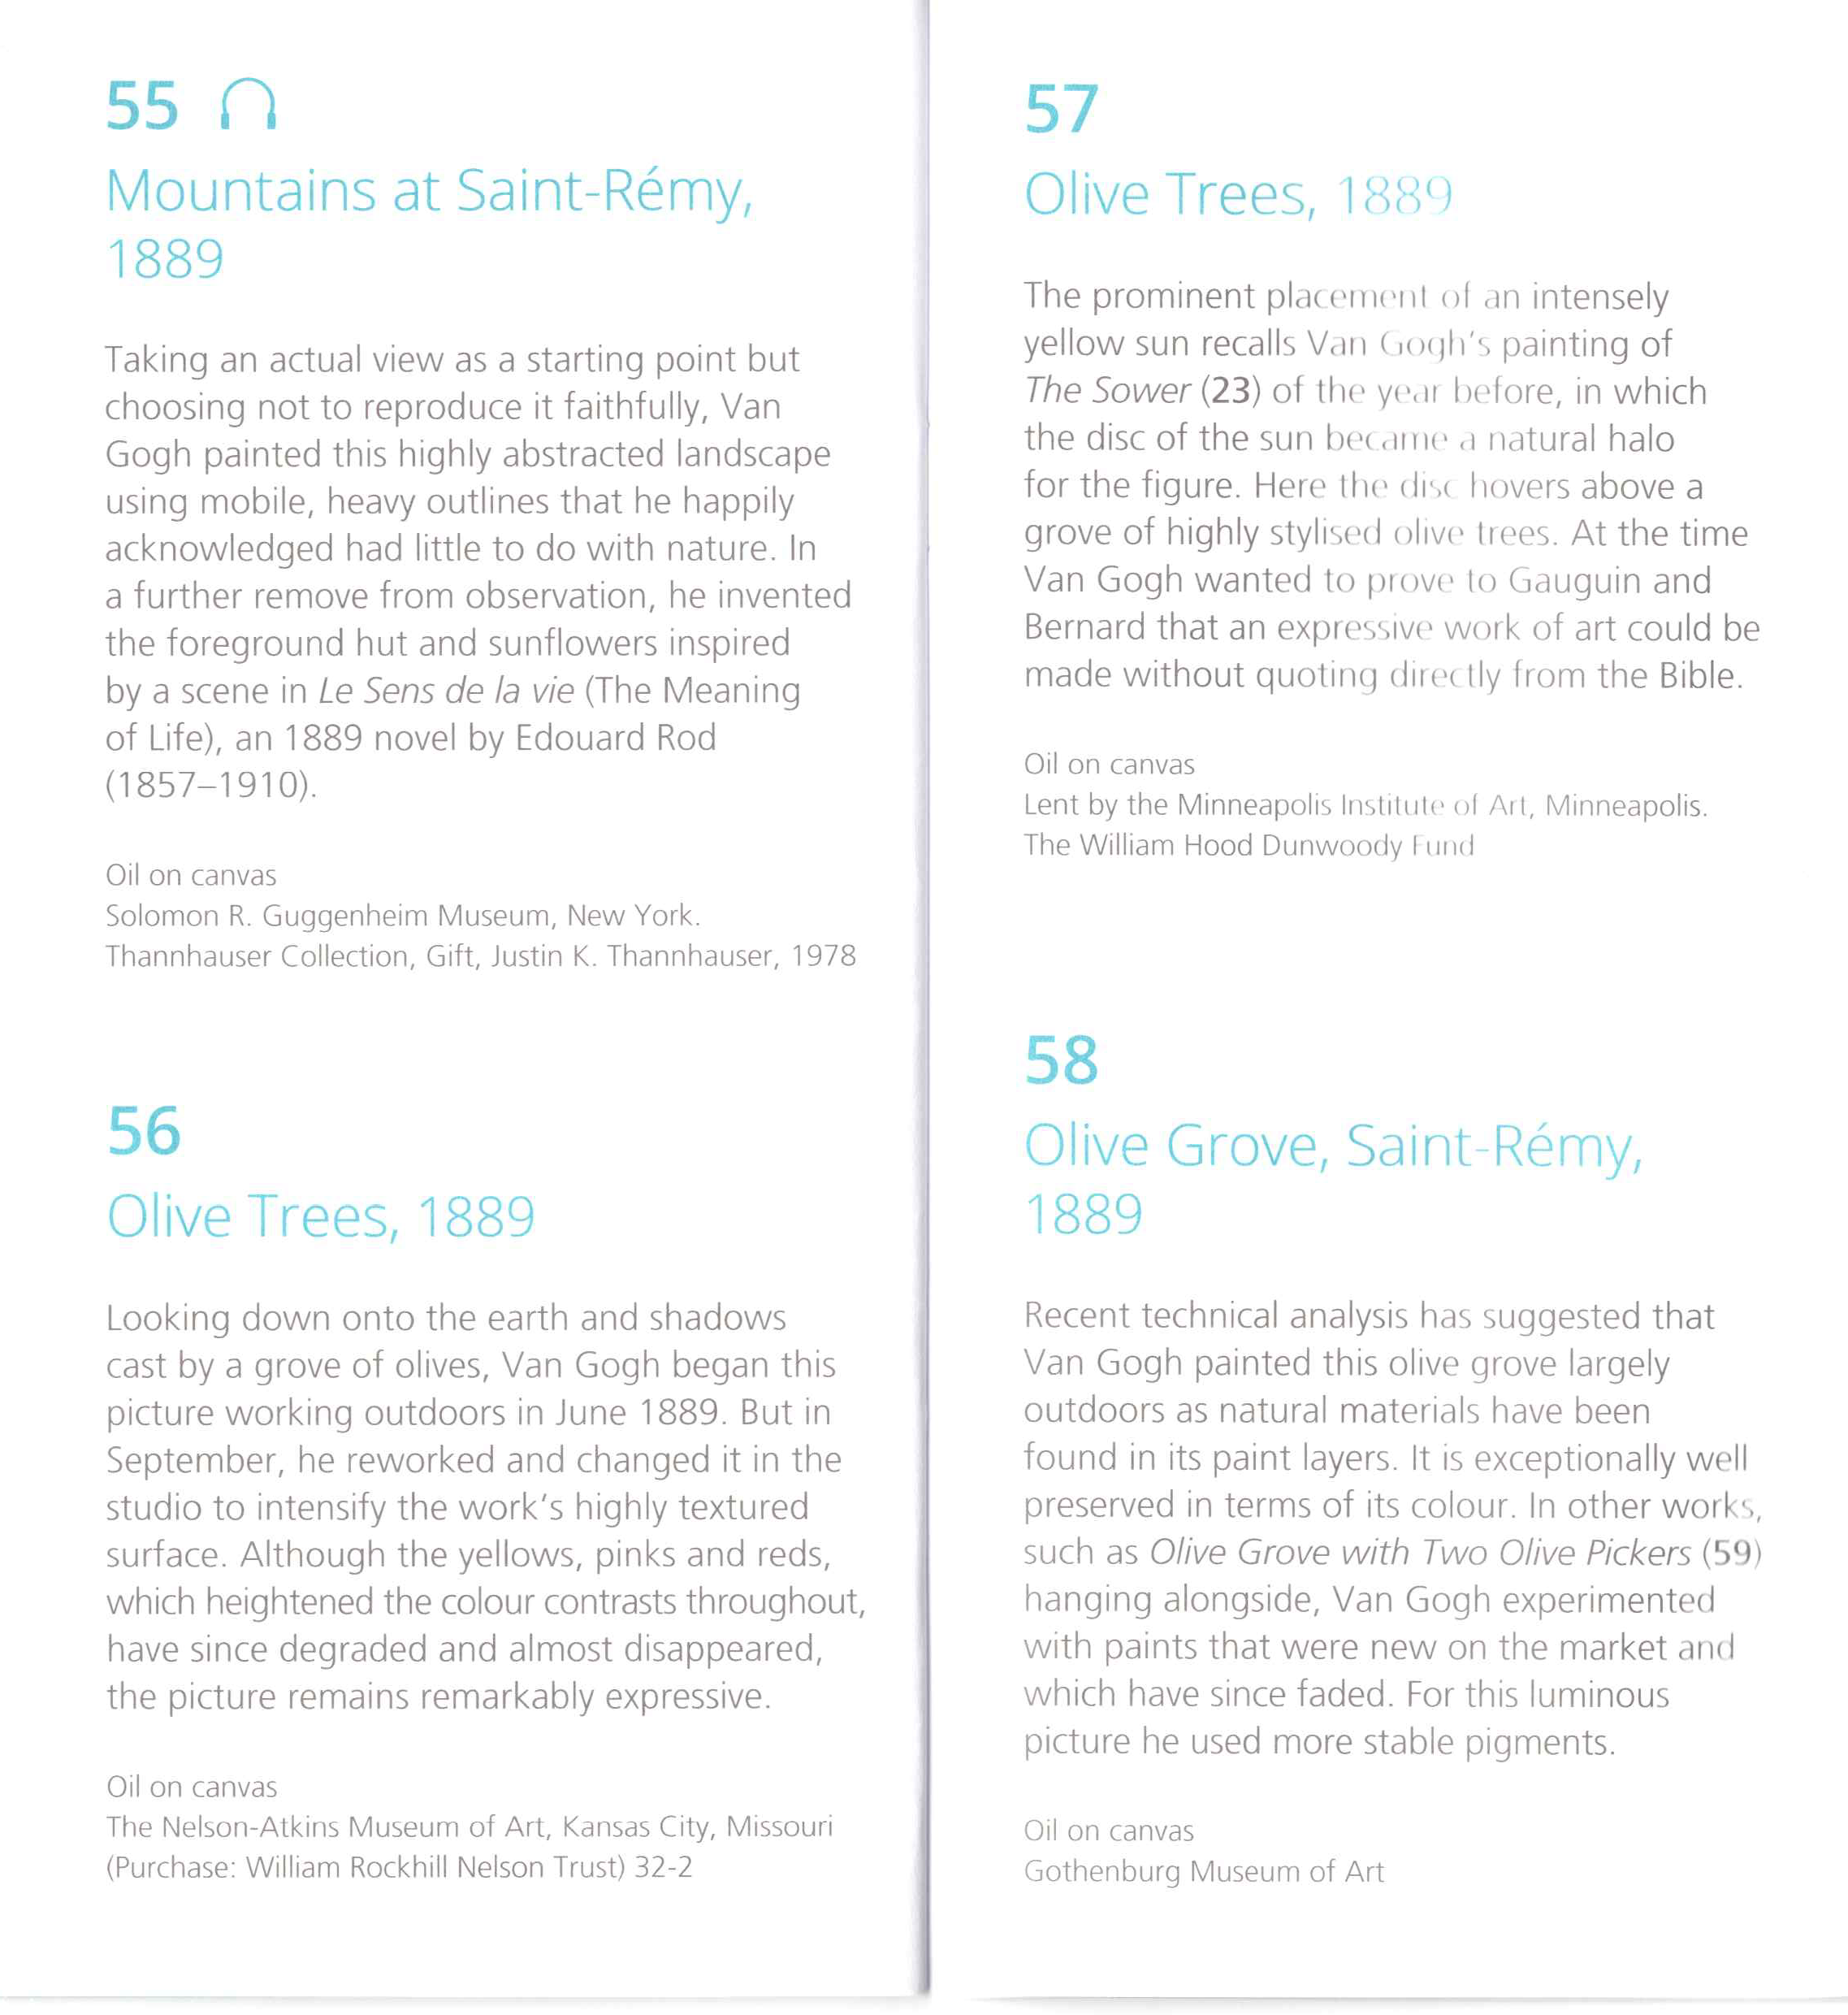 55
Mountains at Saint-Rémy,
1889
Taking an actual view as a starting point but
choosing not to reproduce it faithfully, Van
Gogh painted this highly abstracted landscape
using mobile, heavy outlines that he happily
acknowledged had little to do with nature. In
a further remove from observation, he invented
the foreground hut and sunflowers inspired
by a scene in Le Sens de la vie (The Meaning
of Life), an 1889 novel by Edouard Rod
(1857–1910).
Oil on canvas
Solomon R. Guggenheim Museum, New York.
Thannhauser Collection, Gift, Justin K. Thannhauser, 1978
56
Olive Trees, 1889
Looking down onto the earth and shadows
cast by a grove of olives, Van Gogh began this
picture working outdoors in June 1889. But in
September, he reworked and changed it in the
studio to intensify the work's highly textured
surface. Although the yellows, pinks and reds,
which heightened the colour contrasts throughout,
have since degraded and almost disappeared,
the picture remains remarkably expressive.
Oil on canvas
The Nelson-Atkins Museum of Art, Kansas City, Missouri
(Purchase: William Rockhill Nelson Trust) 32-2
57
Olive Trees, 1889
The prominent placement of an intensely
yellow sun recalls Van Gogh's painting of
The Sower (23) of the year before, in which
the disc of the sun became a natural halo
for the figure. Here the disc hovers above a
grove of highly stylised olive trees. At the time
Van Gogh wanted to prove to Gauguin and
Bernard that an expressive work of art could be
made without quoting directly from the Bible.
Oil on canvas
Lent by the Minneapolis Institute of Art, Minneapolis.
The William Hood Dunwoody Fund
58
Olive Grove, Saint-Rémy,
1889
Recent technical analysis has suggested that
Van Gogh painted this olive grove largely
outdoors as natural materials have been
found in its paint layers. It is exceptionally well
preserved in terms of its colour. In other works,
such as Olive Grove with Two Olive Pickers (59)
hanging alongside, Van Gogh experimented
with paints that were new on the market and
which have since faded. For this luminous
picture he used more stable pigments.
Oil on canvas
Gothenburg Museum of Art